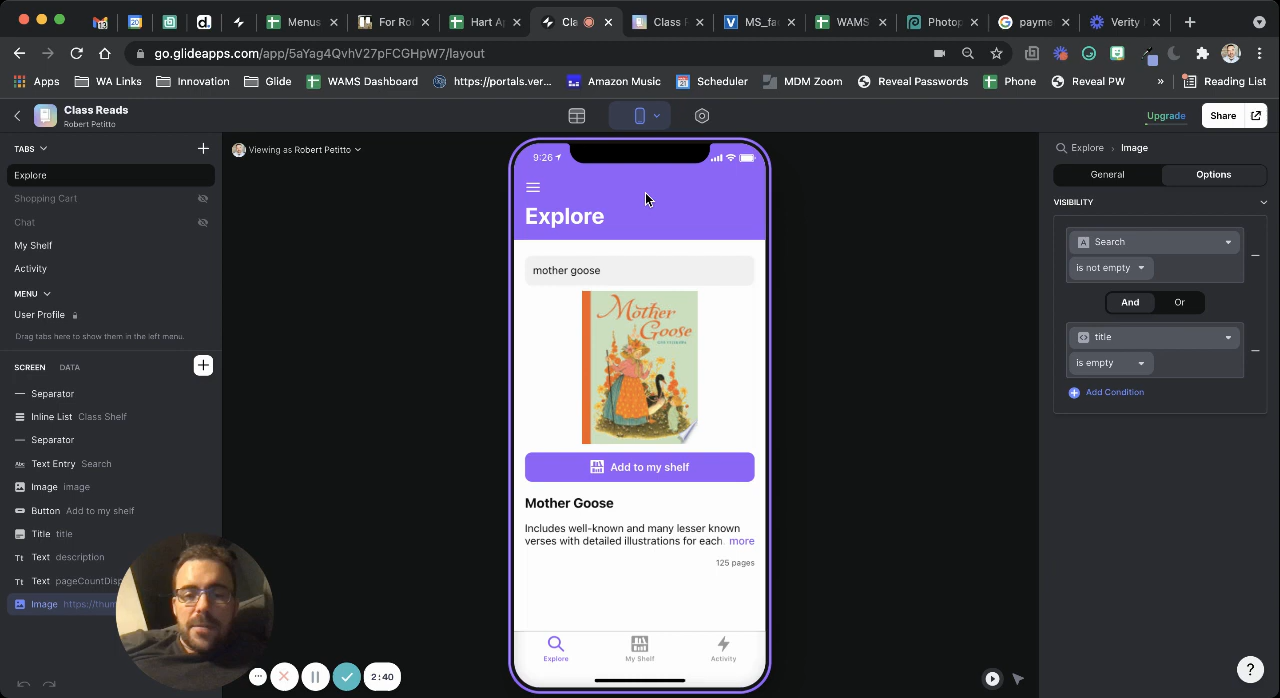 Menus
For Ro
Hart Ap
Cla
Class F
MS_fa
WAMS
Photop
payme
Verity
go.glideapps.com/app/5aYag4QvhV27pFCGHpW7/layout
Apps
WA Links
Innovation
Glide
WAMS Dashboard
https://portals.ver...
Amazon Music
Scheduler
MDM Zoom
Reveal Passwords
Phone
Reveal PW
»
Reading List
Class Reads
Robert Petitto
Upgrade
Share
TABS
Explore
Shopping Cart
Chat
My Shelf
Activity
MENU
User Profile
Drag tabs here to show them in the left menu.
SCREEN DATA
Separator
Inline List Class Shelf
Separator
Abc Text Entry Search
Image image
Button Add to my shelf
Title title
Tt Text description
Tt Text pageCountDisp
Image https://thum
2:40
Viewing as Robert Petitto
9:26
Explore
mother goose
Mother
Goose
Add to my shelf
Mother Goose
Includes well-known and many lesser known
verses with detailed illustrations for each more
125 pages
Explore
My Shelf
Activity
Explore › Image
General
Options
VISIBILITY
A Search
is not empty
And
Or
title
is empty
Add Condition
?